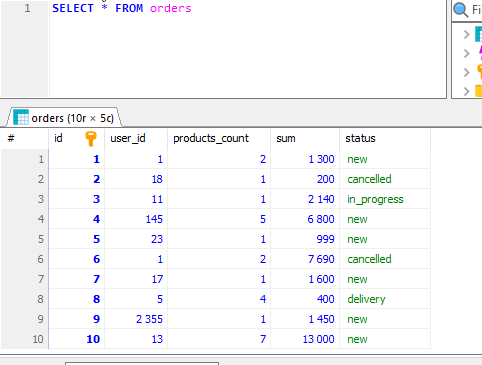 1 SELECT * FROM orders
Fi
orders (10r × 5c)
# id user_id products_count sum status
1 1 1 2 1 300 new
2 2 18 1 200 cancelled
3 3 11 1 2 140 in_progress
4 4 145 5 6 800 new
5 5 23 1 999 new
6 6 1 2 7 690 cancelled
7 7 17 1 1 600 new
8 8 5 4 400 delivery
9 9 2 355 1 1 450 new
10 10 13 7 13 000 new